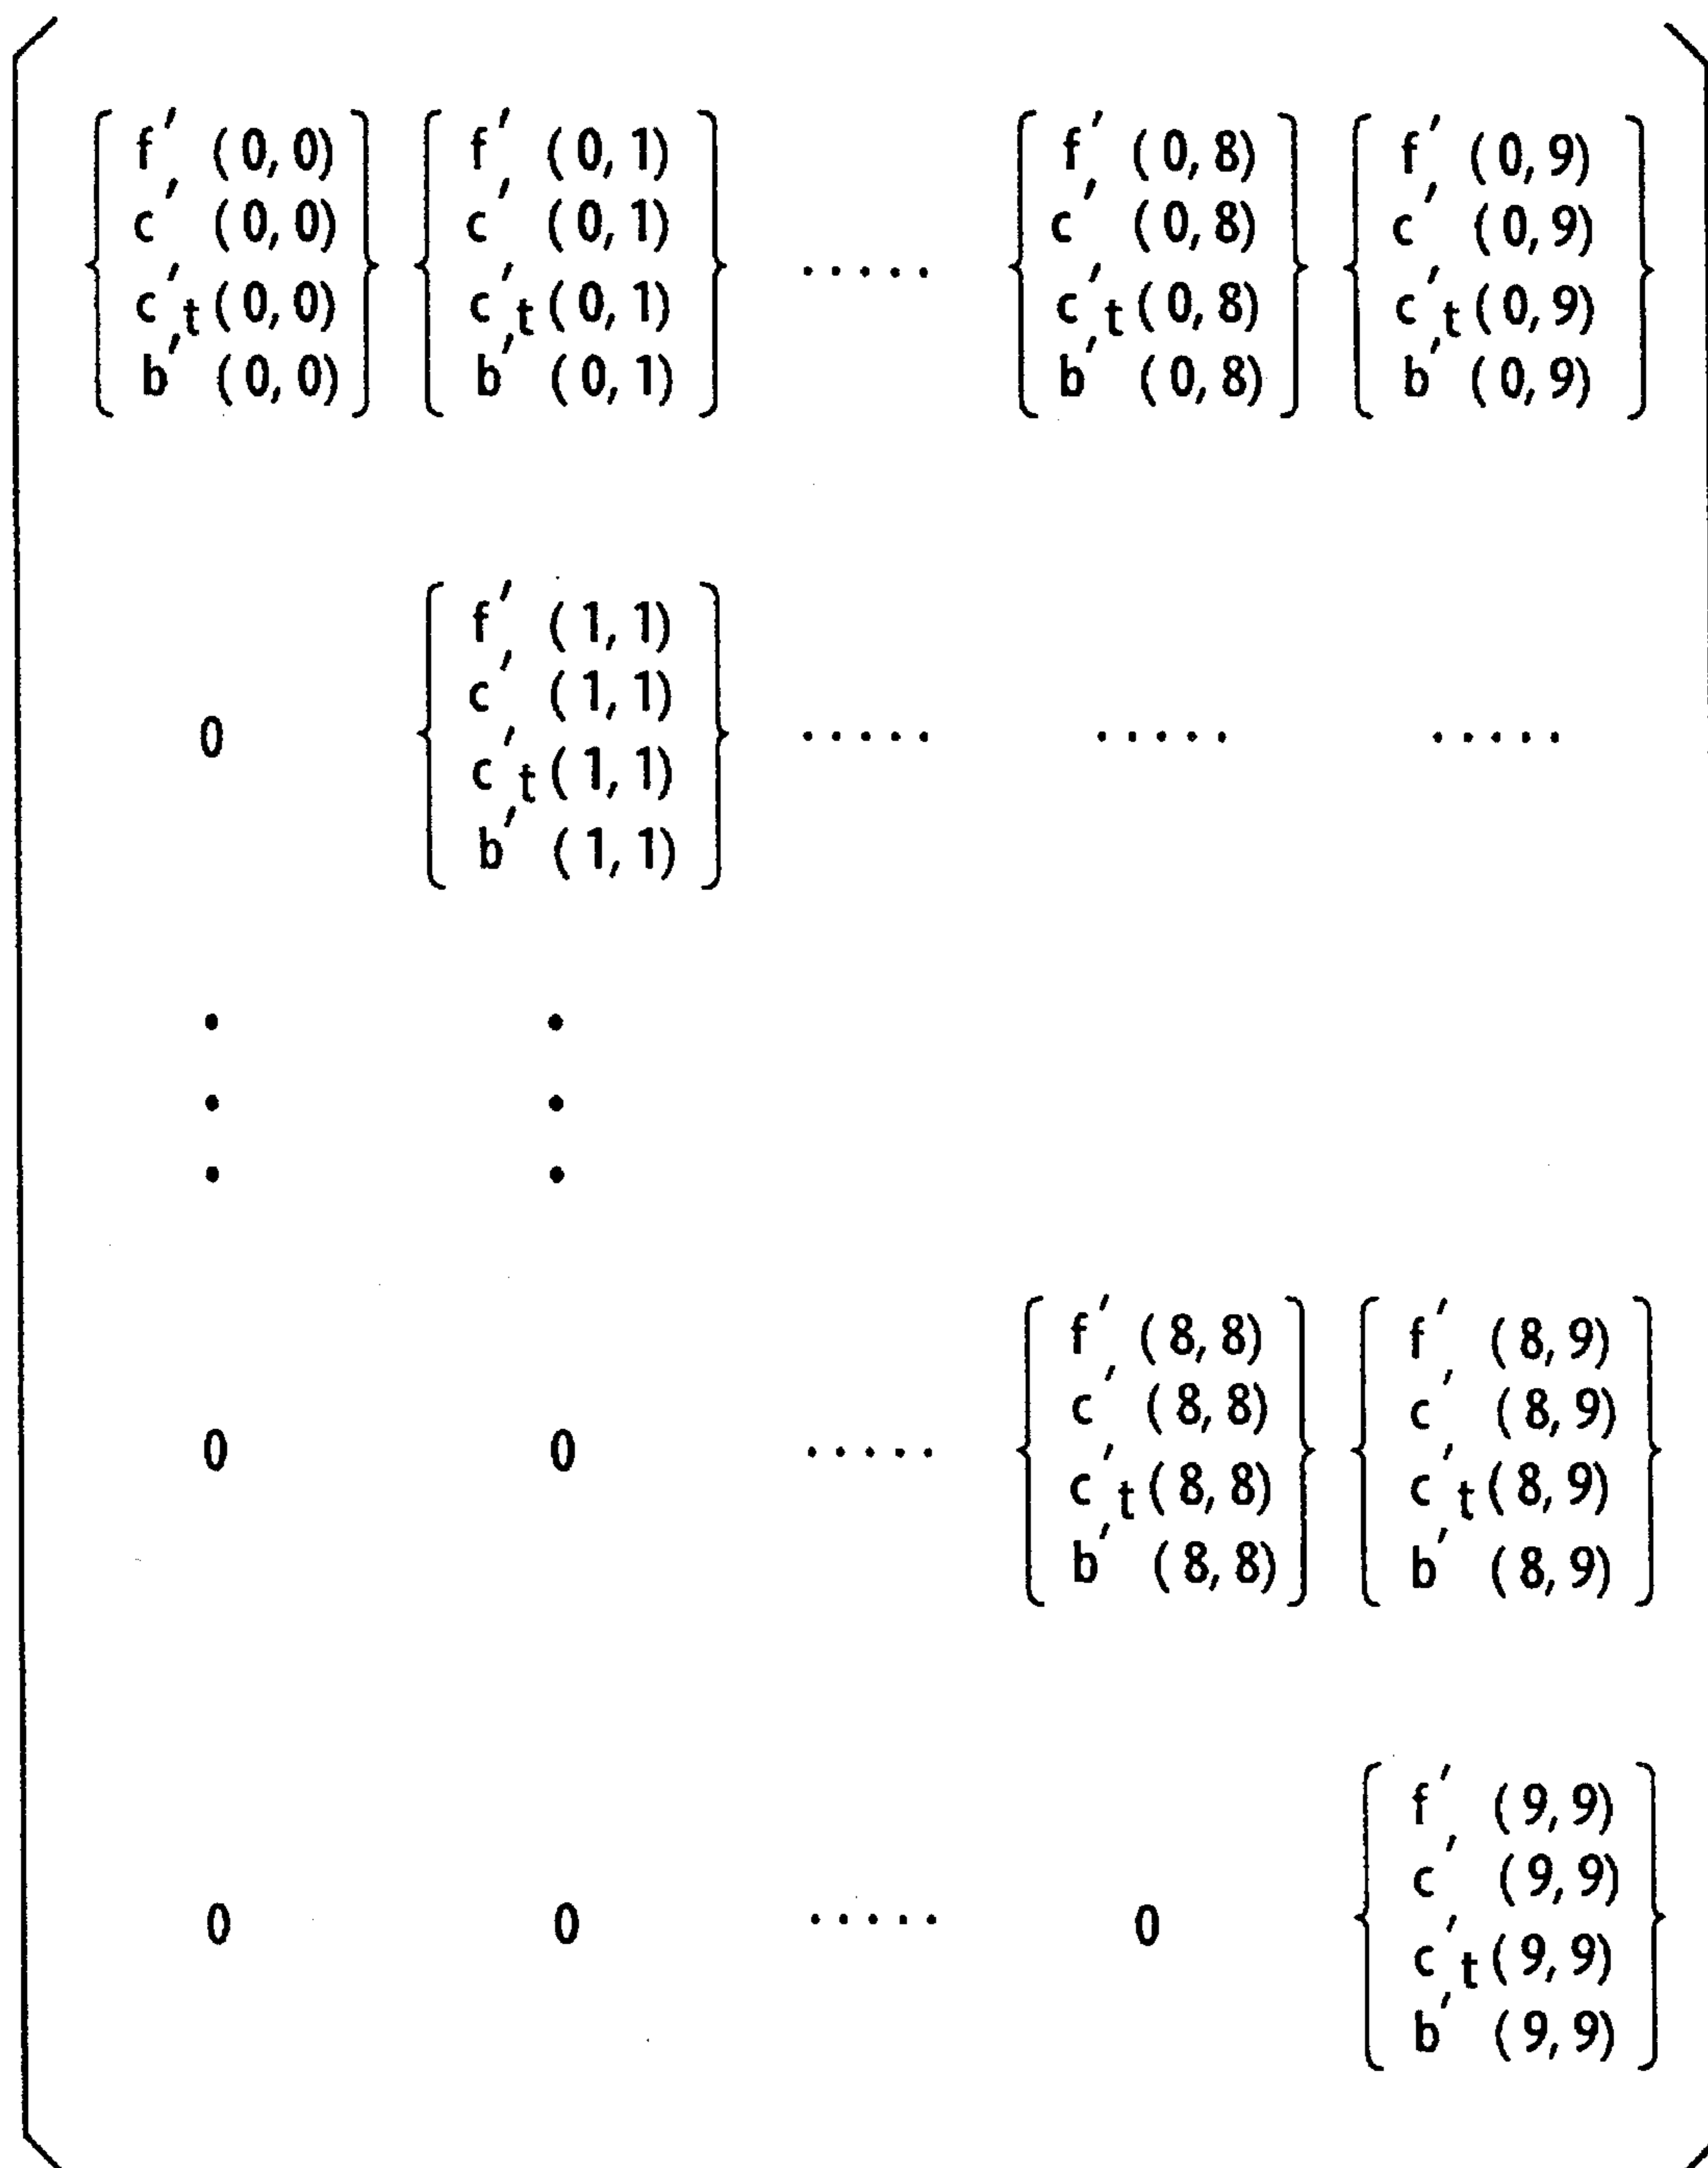 f′ (0, 0) f′ (0, 1) f′ (0, 8) f′ (0, 9)
c′ (0, 0) c′ (0, 1) c′ (0, 8) c′ (0, 9)
..... 
c′t (0, 0) c′t (0, 1) c′t (0, 8) c′t (0, 9)
b′ (0, 0) b′ (0, 1) b′ (0, 8) b′ (0, 9)
f′ (1, 1)
c′ (1, 1)
0 ..... ..... .....
c′t (1, 1)
b′ (1, 1)
. .
. .
. .
f′ (8, 8) f′ (8, 9)
c′ (8, 8) c′ (8, 9)
0 0 .....
c′t (8, 8) c′t (8, 9)
b′ (8, 8) b′ (8, 9)
f′ (9, 9)
c′ (9, 9)
0 0 ..... 0
c′t (9, 9)
b′ (9, 9)